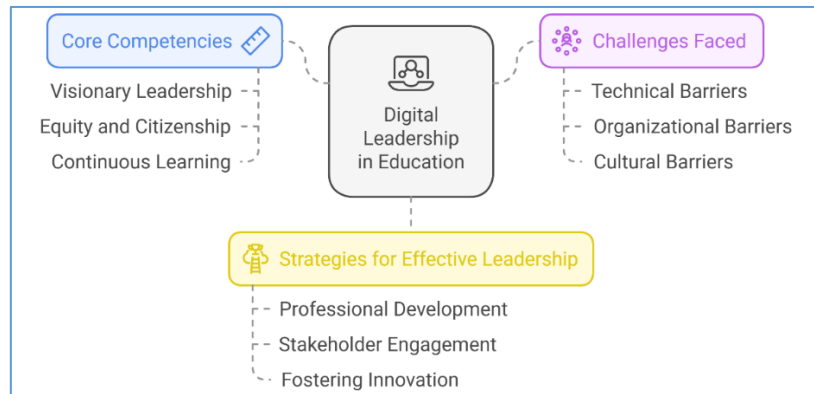 Core Competencies
Visionary Leadership
Equity and Citizenship
Continuous Learning
Digital
Leadership
in Education
Challenges Faced
Technical Barriers
Organizational Barriers
Cultural Barriers
Strategies for Effective Leadership
Professional Development
Stakeholder Engagement
Fostering Innovation